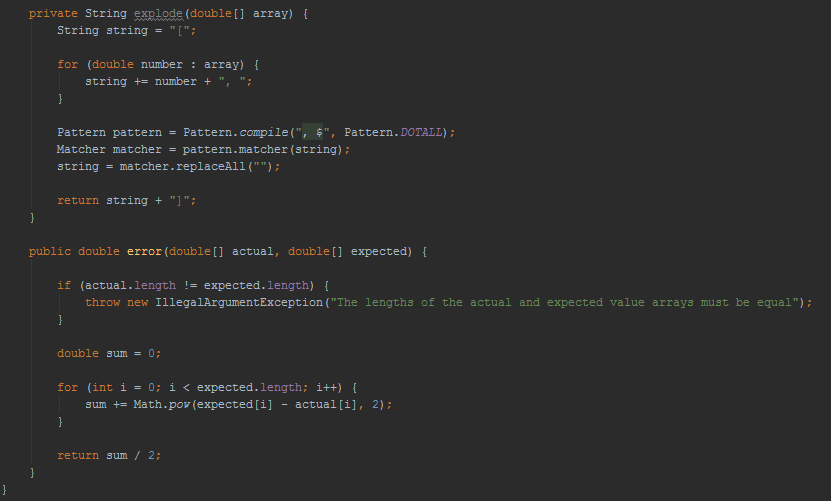 private String explode(double[] array) {
String string = "[";
for (double number : array) {
string += number + ", ";
}
Pattern pattern = Pattern.compile(", $", Pattern.DOTALL);
Matcher matcher = pattern.matcher(string);
string = matcher.replaceAll("");
return string + "]";
}
public double error(double[] actual, double[] expected) {
if (actual.length != expected.length) {
throw new IllegalArgumentException("The lengths of the actual and expected value arrays must be equal");
}
double sum = 0;
for (int i = 0; i < expected.length; i++) {
sum += Math.pow(expected[i] - actual[i], 2);
}
return sum / 2;
}
}